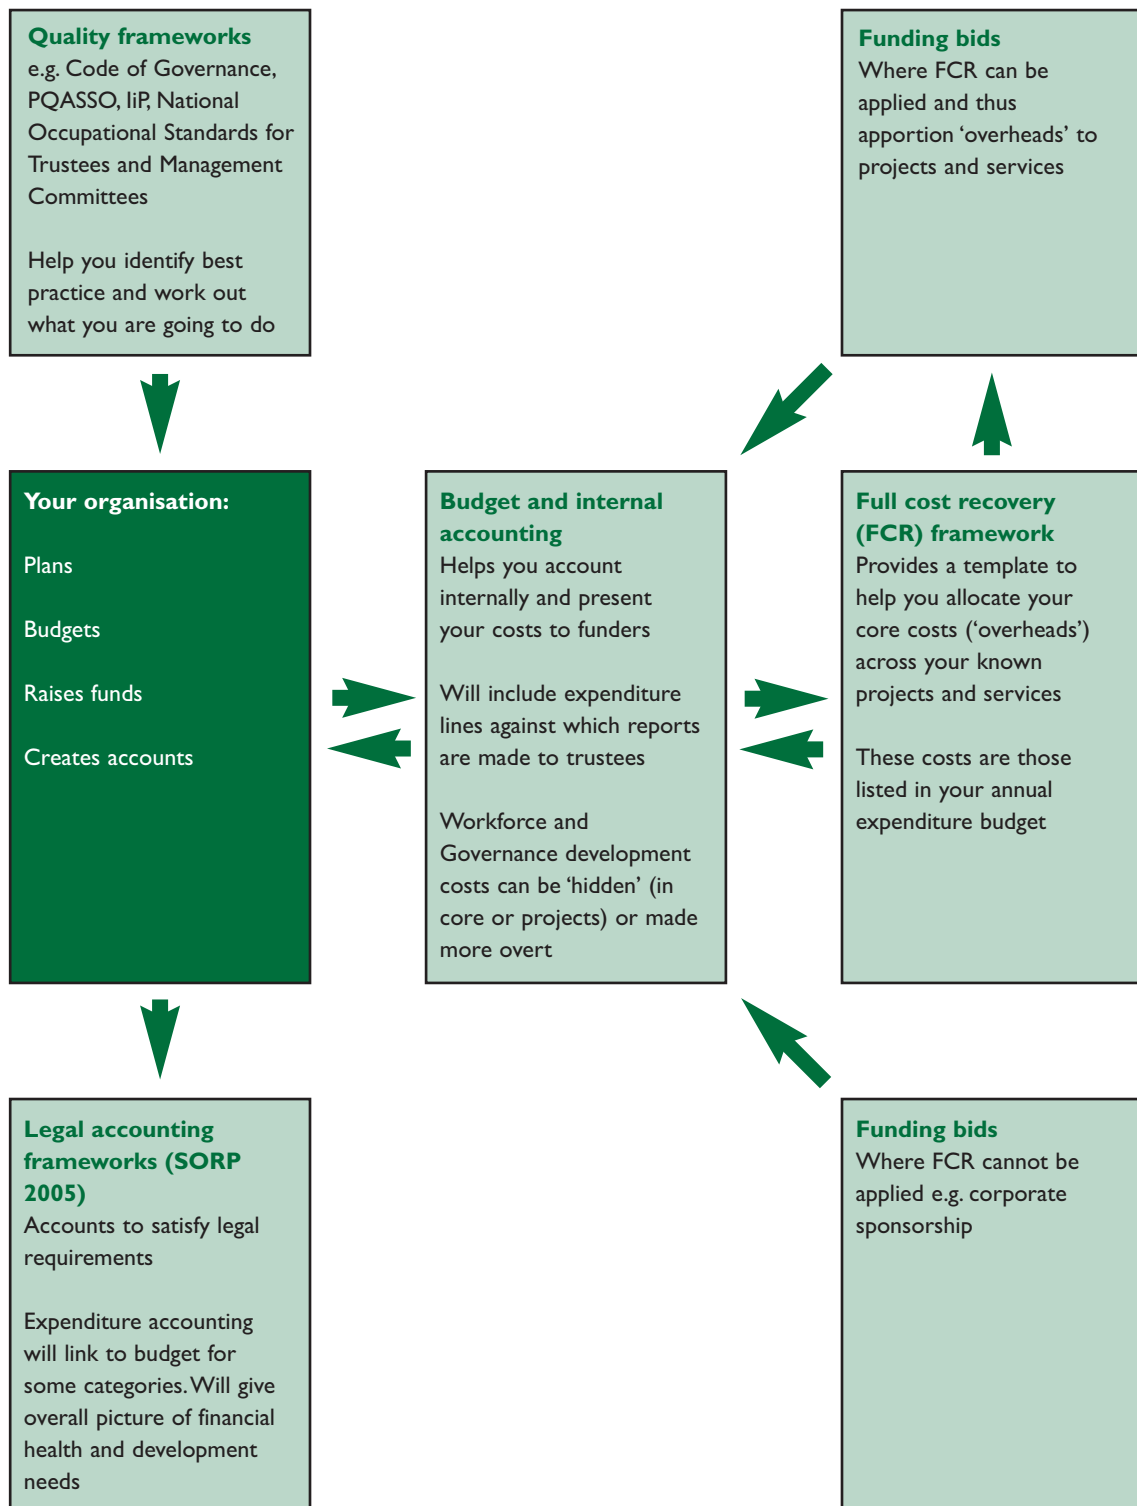 Quality frameworks
e.g. Code of Governance,
PQASSO, IiP, National
Occupational Standards for
Trustees and Management
Committees
Help you identify best
practice and work out
what you are going to do
Funding bids
Where FCR can be
applied and thus
apportion ‘overheads’ to
projects and services
Your organisation:
Plans
Budgets
Raises funds
Creates accounts
Budget and internal
accounting
Helps you account
internally and present
your costs to funders
Will include expenditure
lines against which reports
are made to trustees
Workforce and
Governance development
costs can be ‘hidden’ (in
core or projects) or made
more overt
Full cost recovery
(FCR) framework
Provides a template to
help you allocate your
core costs (‘overheads’)
across your known
projects and services
These costs are those
listed in your annual
expenditure budget
Legal accounting
frameworks (SORP
2005)
Accounts to satisfy legal
requirements
Expenditure accounting
will link to budget for
some categories. Will give
overall picture of financial
health and development
needs
Funding bids
Where FCR cannot be
applied e.g. corporate
sponsorship